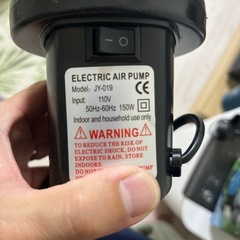 ELECTRIC AIR PUMP
Model: JY-019
Input: 110V
50Hz-60Hz 150W
Indoor and household use only
WARNING
TO REDUCE THE RISK OF
ELECTRIC SHOCK, DO NOT
EXPOSE TO RAIN, STORE
INDOORS.
PUMP